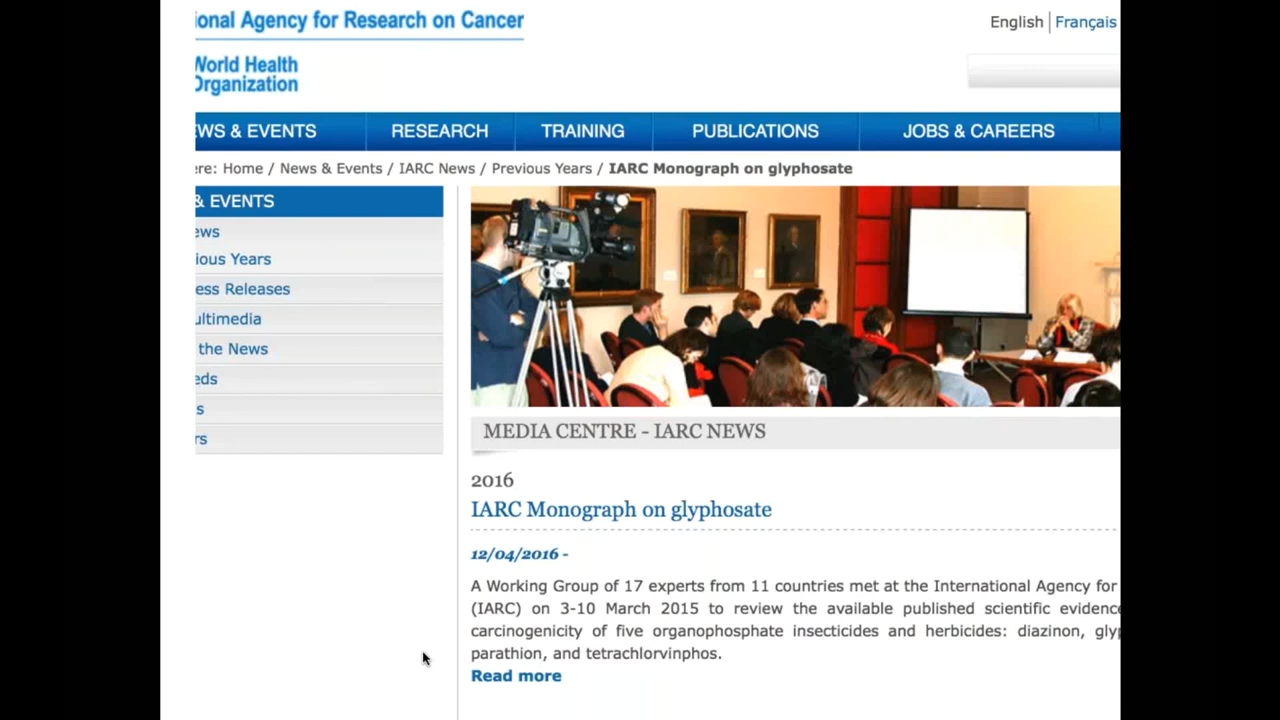 ional Agency for Research on Cancer
English | Français
World Health
Organization
WS & EVENTS RESEARCH TRAINING PUBLICATIONS JOBS & CAREERS
ere: Home / News & Events / IARC News / Previous Years / IARC Monograph on glyphosate
& EVENTS
ews
ious Years
ess Releases
ultimedia
the News
eds
s
rs
MEDIA CENTRE - IARC NEWS
2016
IARC Monograph on glyphosate
12/04/2016 -
A Working Group of 17 experts from 11 countries met at the International Agency for
(IARC) on 3-10 March 2015 to review the available published scientific evidence
carcinogenicity of five organophosphate insecticides and herbicides: diazinon, gly
parathion, and tetrachlorvinphos.
Read more